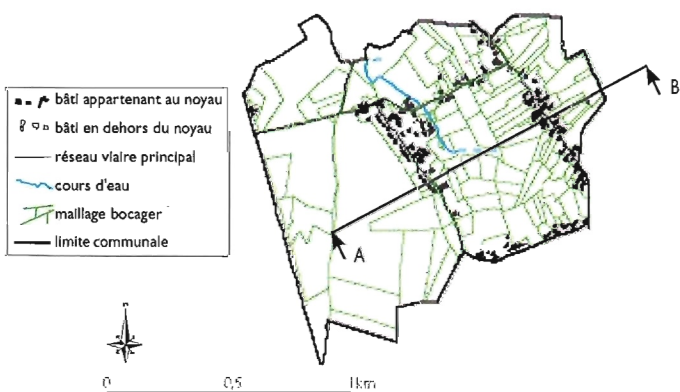 bâti appartenant au noyau
bâti en dehors du noyau
réseau viaire principal
cours d'eau
maillage bocager
limite communale
B
A
0 0,5 1km